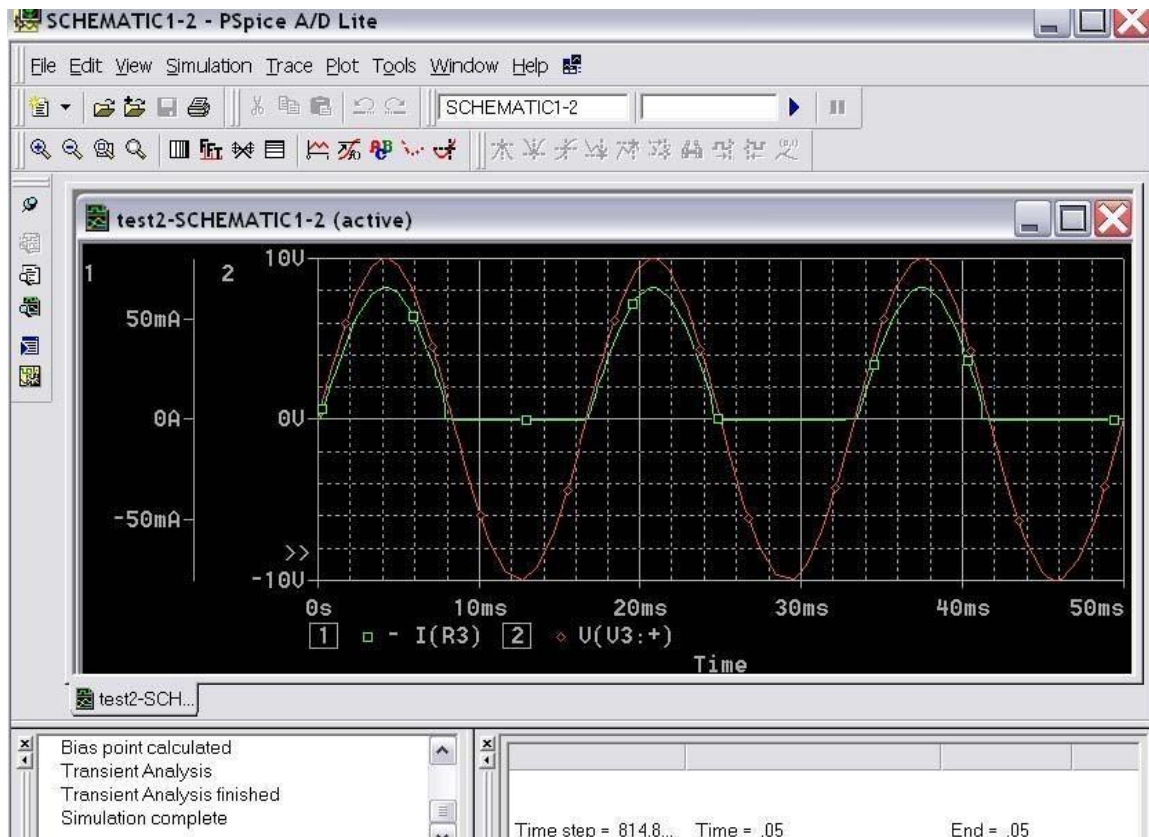 SCHEMATIC1-2 - PSpice A/D Lite
File Edit View Simulation Trace Plot Tools Window Help
SCHEMATIC1-2
test2-SCHEMATIC1-2 (active)
1 2 10V
50mA
0A 0V
-50mA
>>
-10V
0s 10ms 20ms 30ms 40ms 50ms
1 - I(R3) 2 V(V3:+)
Time
test2-SCH...
Bias point calculated
Transient Analysis
Transient Analysis finished
Simulation complete
Time step = 814.8... Time = .05 End = .05